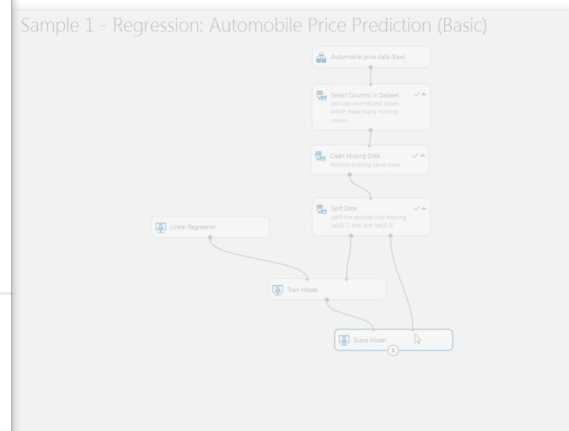 Sample 1 - Regression: Automobile Price Prediction (Basic)
Automobile price data (Raw)
Select Columns in Dataset
exclude normalized losses
which have many missing
values
Clean Missing Data
remove missing value rows
Split Data
split the dataset into training
set(0.7) and test set(0.3)
Linear Regression
Train Model
Score Model
1